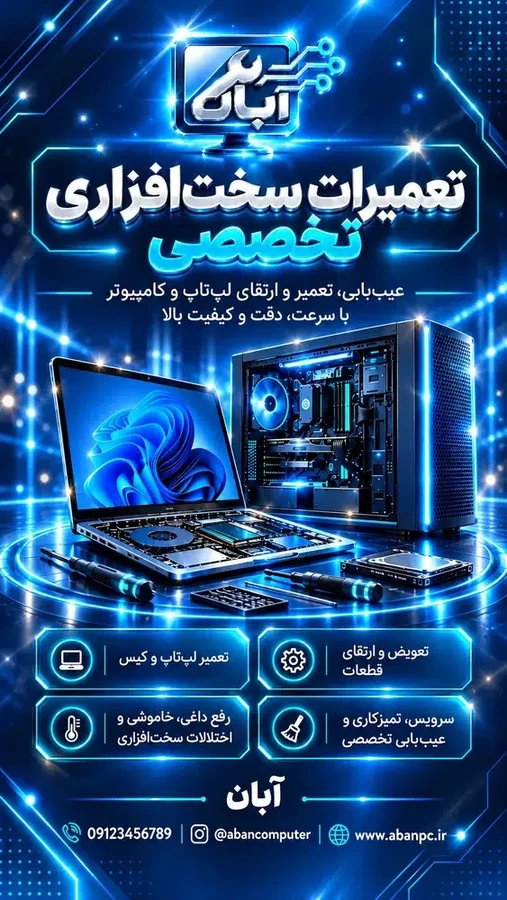 آبان
تعمیرات سخت‌افزاری
تخصصی
عیب‌یابی، تعمیر و ارتقای لپ‌تاپ و کامپیوتر
با سرعت، دقت و کیفیت بالا
تعویض و ارتقای
قطعات
تعمیر لپ‌تاپ و کیس
سرویس، تمیزکاری و
عیب‌یابی تخصصی
رفع داغی، خاموشی و
اختلالات سخت‌افزاری
آبان
09123456789 | @abancomputer | www.abanpc.ir